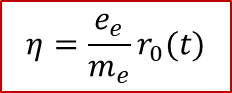 η = e_e / m_e r_0(t)